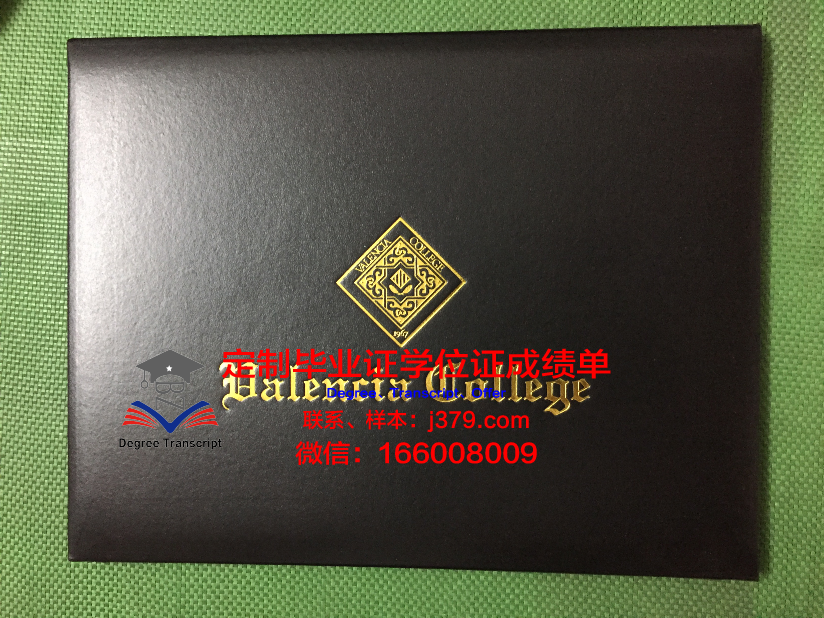 VALENCIA COLLEGE
1967
定制毕业证学位证成绩单
Valencia College
Degree, Transcript, Offer
联系、样本：j379.com
微信：166008009
Degree Transcript